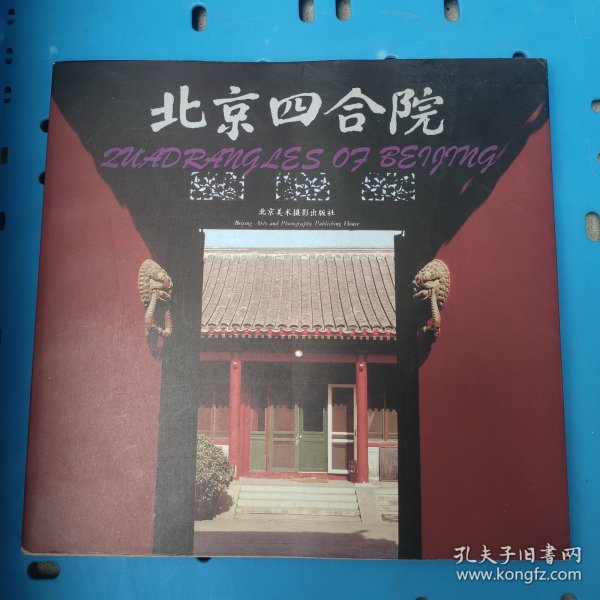 北京四合院
QUADRANGLES OF BEIJING
北京美术摄影出版社
Beijing Arts and Photography Publishing House
孔夫子旧书网
www.kongfz.com